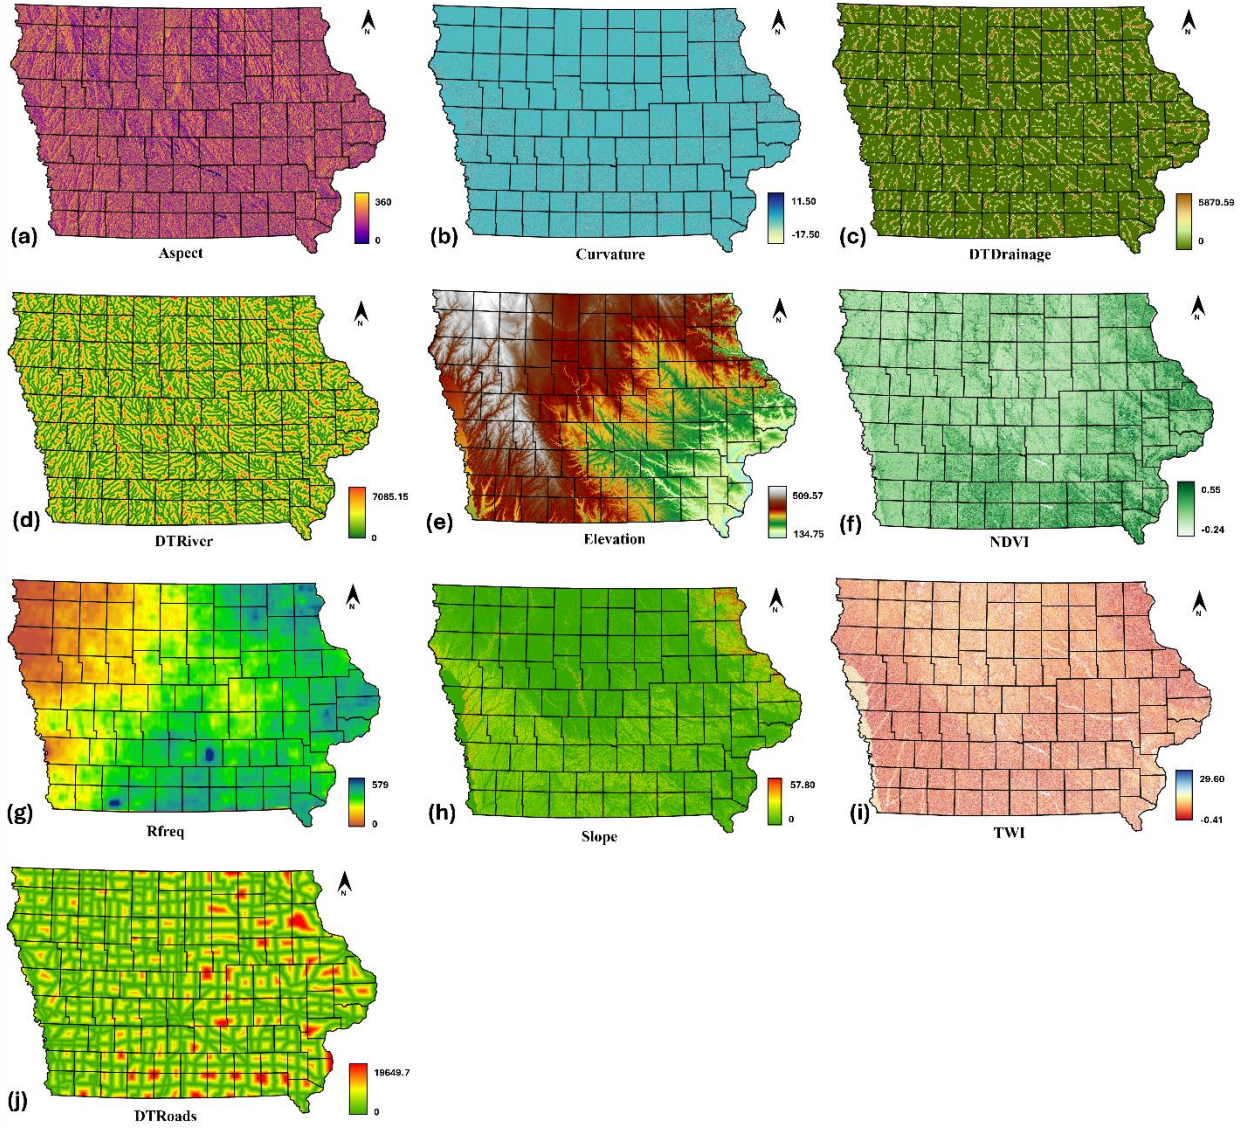 N
N
N
360
0
(a)
Aspect
11.50
-17.50
(b)
Curvature
5870.59
0
(c)
DTDrainage
N
N
N
7085.15
0
(d)
DTRiver
509.57
134.75
(e)
Elevation
0.55
-0.24
(f)
NDVI
N
N
N
579
0
(g)
Rfreq
57.80
0
(h)
Slope
29.60
-0.41
(i)
TWI
N
19649.7
0
(j)
DTRoads